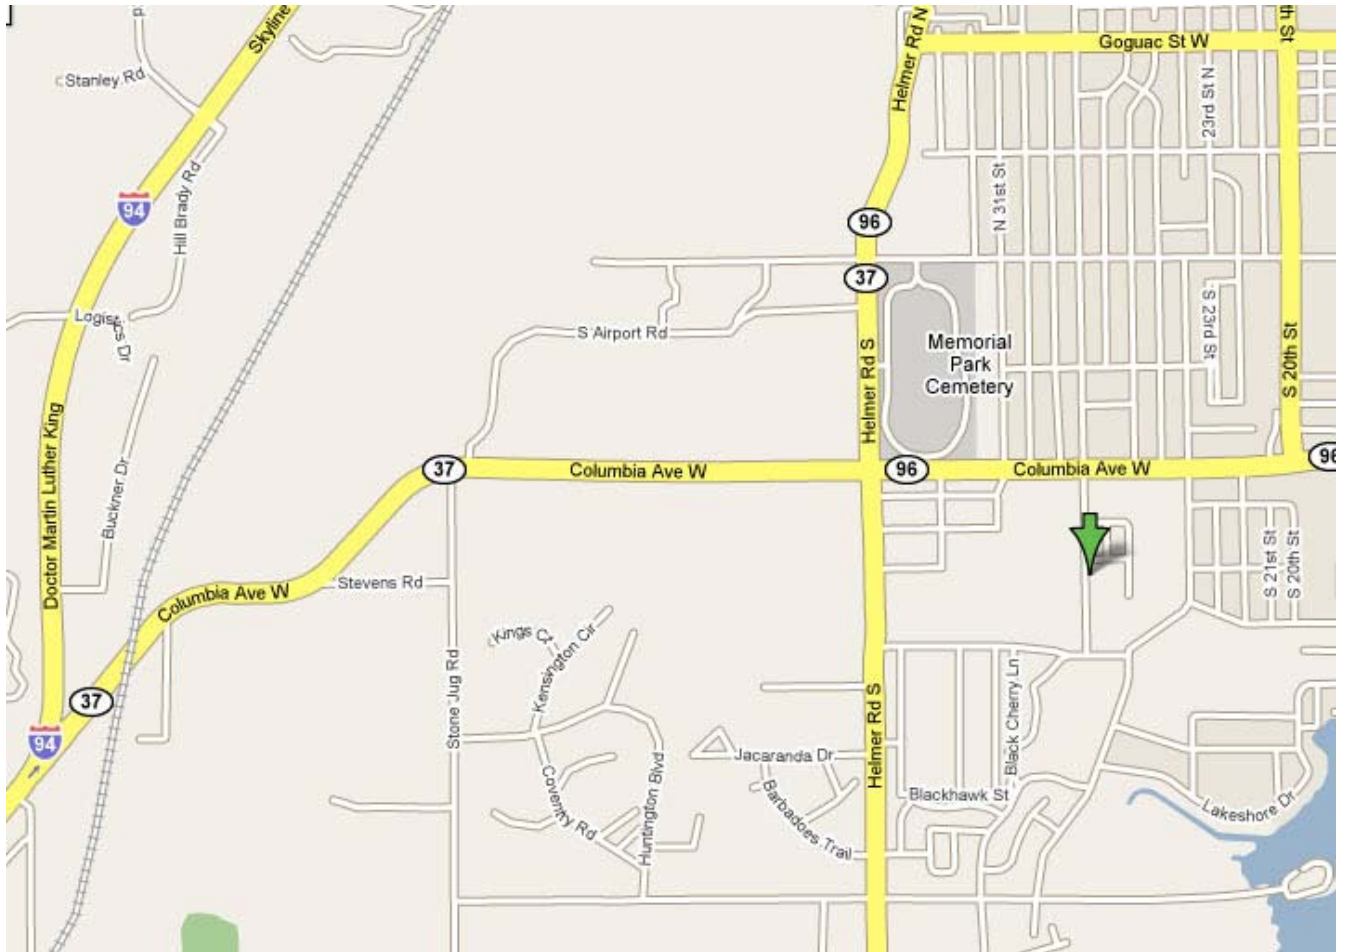 Skyline
Helmer Rd N
Goguac St W
th St
Stanley Rd
23rd St N
94
Hill Brady Rd
N 31st St
96
37
Logistics Dr
S Airport Rd
S 23rd St
Helmer Rd S
Memorial
Park
Cemetery
S 20th St
Doctor Martin Luther King
Buckner Dr
37
Columbia Ave W
96
Columbia Ave W
96
Columbia Ave W
Stevens Rd
S 21st St
S 20th St
Kings Ct
Kensington Cir
Stone Jug Rd
Helmer Rd S
Black Cherry Ln
37
94
Jacaranda Dr
Coventry Rd
Huntington Blvd
Barbadoes Trail
Blackhawk St
Lakeshore Dr